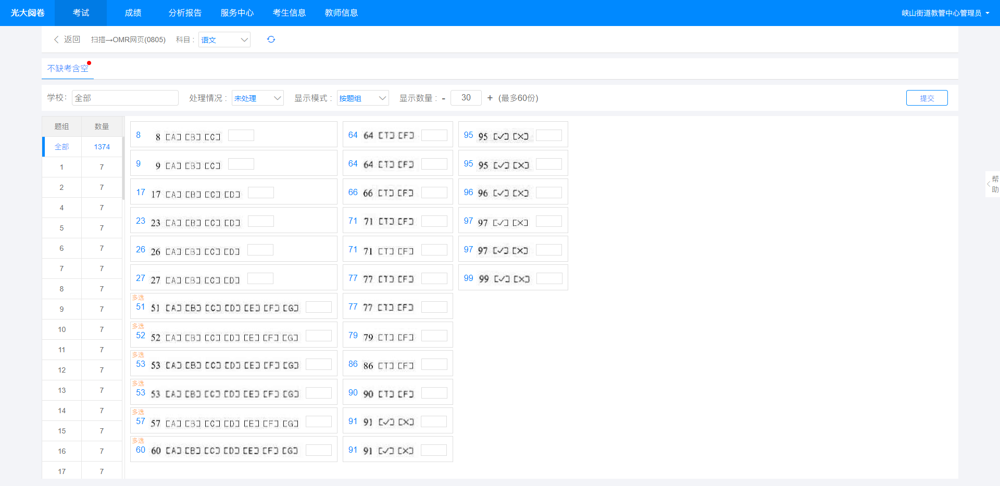 光大阅卷 考试 成绩 分析报告 服务中心 考生信息 教师信息 峡山街道教管中心管理员
返回 扫描→OMR网页(0805) 科目 : 语文
不缺考含空
学校: 全部 处理情况 : 未处理 显示模式 : 按题组 显示数量 : - 30 + (最多60份) 提交
题组 数量
全部 1374
1 7
2 7
4 7
5 7
6 7
7 7
8 7
9 7
10 7
11 7
12 7
13 7
14 7
15 7
16 7
17 7
8 8 [A] [B] [C]
9 9 [A] [B] [C]
17 17 [A] [B] [C] [D]
23 23 [A] [B] [C] [D]
26 26 [A] [B] [C] [D]
27 27 [A] [B] [C] [D]
多选
51 51 [A] [B] [C] [D] [E] [F] [G]
多选
52 52 [A] [B] [C] [D] [E] [F] [G]
多选
53 53 [A] [B] [C] [D] [E] [F] [G]
多选
53 53 [A] [B] [C] [D] [E] [F] [G]
多选
57 57 [A] [B] [C] [D] [E] [F] [G]
多选
60 60 [A] [B] [C] [D] [E] [F] [G]
64 64 [T] [F]
64 64 [T] [F]
66 66 [T] [F]
71 71 [T] [F]
71 71 [T] [F]
77 77 [T] [F]
77 77 [T] [F]
79 79 [T] [F]
86 86 [T] [F]
90 90 [T] [F]
91 91 [✓] [✕]
91 91 [✓] [✕]
95 95 [✓] [✕]
95 95 [✓] [✕]
96 96 [✓] [✕]
97 97 [✓] [✕]
97 97 [✓] [✕]
99 99 [✓] [✕]
帮
助